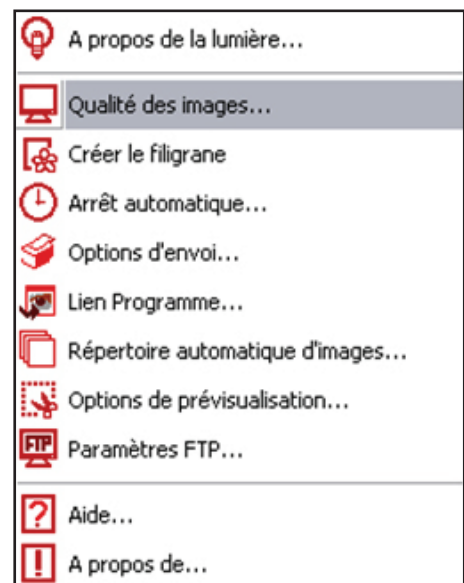 A propos de la lumière...
Qualité des images...
Créer le filigrane
Arrêt automatique...
Options d'envoi...
Lien Programme...
Répertoire automatique d'images...
Options de prévisualisation...
FTP Paramètres FTP...
? Aide...
! A propos de...